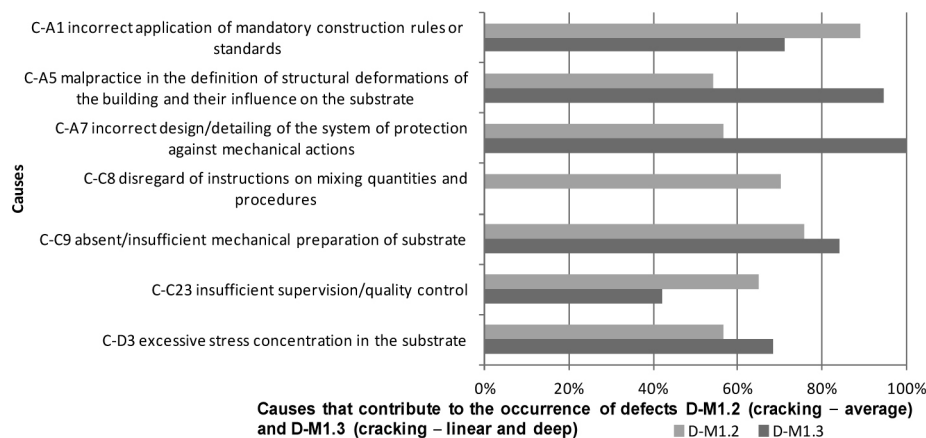 C-A1 incorrect application of mandatory construction rules or
standards
C-A5 malpractice in the definition of structural deformations of
the building and their influence on the substrate
C-A7 incorrect design/detailing of the system of protection
against mechanical actions
C-C8 disregard of instructions on mixing quantities and
procedures
C-C9 absent/insufficient mechanical preparation of substrate
C-C23 insufficient supervision/quality control
C-D3 excessive stress concentration in the substrate
Causes
0% 20% 40% 60% 80% 100%
Causes that contribute to the occurrence of defects D-M1.2 (cracking – average)
and D-M1.3 (cracking – linear and deep)
D-M1.2 D-M1.3